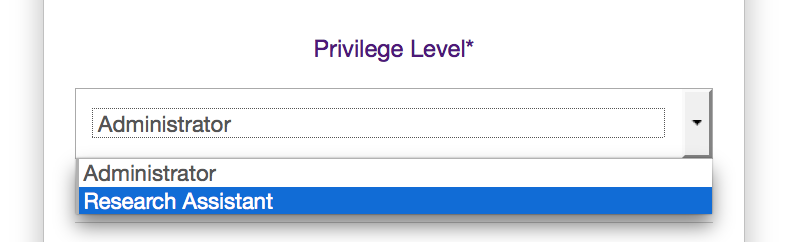 Privilege Level*
Administrator
Administrator
Research Assistant